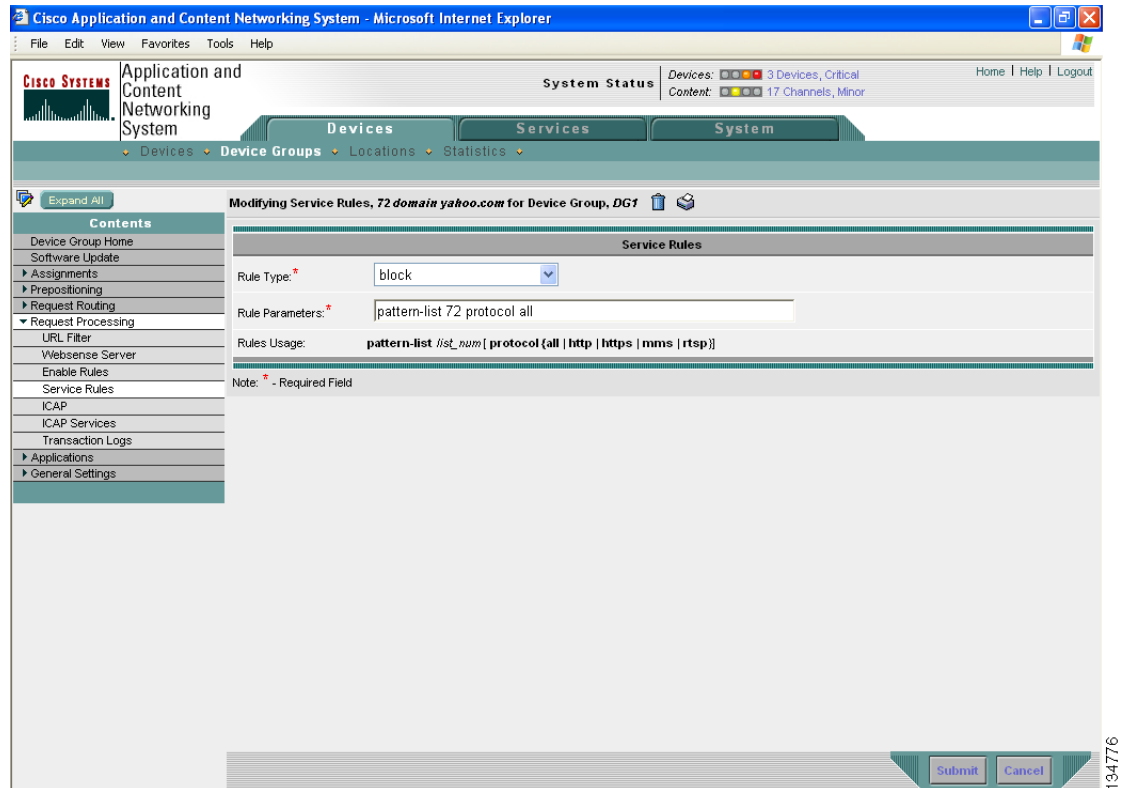 Cisco Application and Content Networking System - Microsoft Internet Explorer
File Edit View Favorites Tools Help
CISCO SYSTEMS
Application and
Content
Networking
System
System Status
Devices: 3 Devices, Critical
Content: 17 Channels, Minor
Home | Help | Logout
Devices Services System
Devices Device Groups Locations Statistics
Expand All
Modifying Service Rules, 72 domain yahoo.com for Device Group, DG1
Contents
Device Group Home
Software Update
Assignments
Prepositioning
Request Routing
Request Processing
URL Filter
Websense Server
Enable Rules
Service Rules
ICAP
ICAP Services
Transaction Logs
Applications
General Settings
Service Rules
Rule Type:* block
Rule Parameters:* pattern-list 72 protocol all
Rules Usage: pattern-list list_num [ protocol {all | http | https | mms | rtsp}]
Note: * - Required Field
Submit Cancel
134776